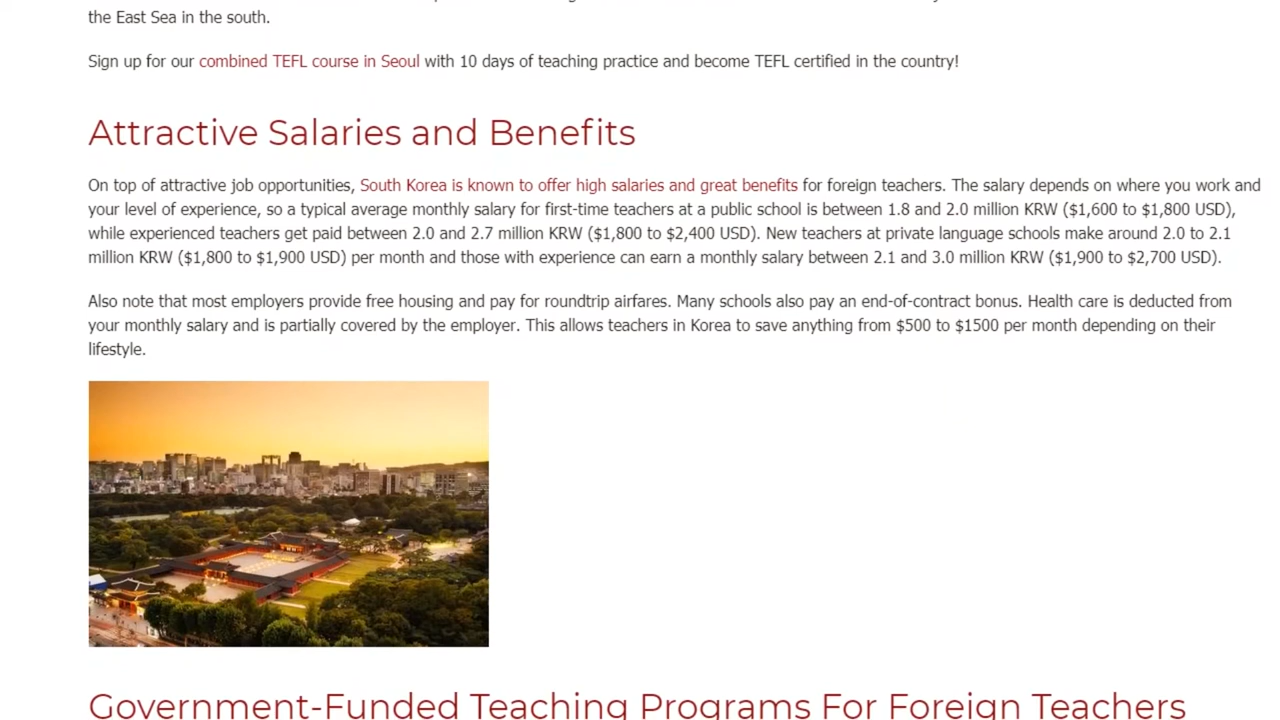 the East Sea in the south.
Sign up for our combined TEFL course in Seoul with 10 days of teaching practice and become TEFL certified in the country!
Attractive Salaries and Benefits
On top of attractive job opportunities, South Korea is known to offer high salaries and great benefits for foreign teachers. The salary depends on where you work and
your level of experience, so a typical average monthly salary for first-time teachers at a public school is between 1.8 and 2.0 million KRW ($1,600 to $1,800 USD),
while experienced teachers get paid between 2.0 and 2.7 million KRW ($1,800 to $2,400 USD). New teachers at private language schools make around 2.0 to 2.1
million KRW ($1,800 to $1,900 USD) per month and those with experience can earn a monthly salary between 2.1 and 3.0 million KRW ($1,900 to $2,700 USD).
Also note that most employers provide free housing and pay for roundtrip airfares. Many schools also pay an end-of-contract bonus. Health care is deducted from
your monthly salary and is partially covered by the employer. This allows teachers in Korea to save anything from $500 to $1500 per month depending on their
lifestyle.
Government-Funded Teaching Programs For Foreign Teachers